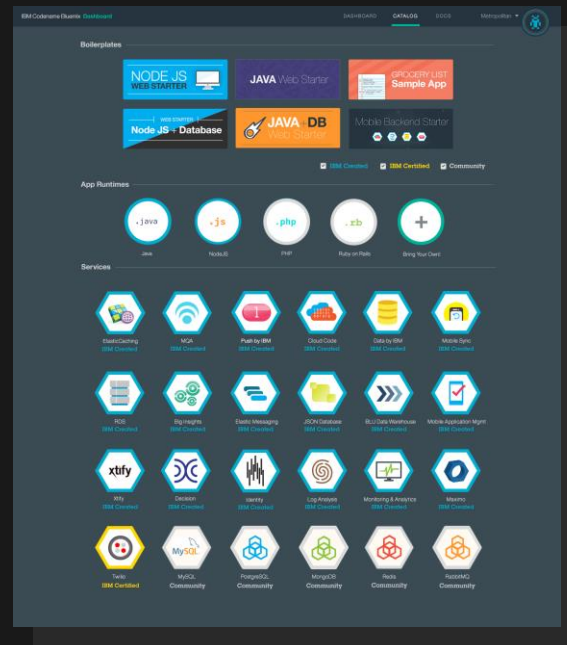 IBM Codename Bluemix Dashboard
DASHBOARD CATALOG DOCS Metropolitan
Boilerplates
NODE JS
WEB STARTER
JAVA Web Starter
GROCERY LIST
Sample App
WEB STARTER
Node JS + Database
JAVA + DB
Web Starter
Mobile Backend Starter
IBM Created IBM Certified Community
App Runtimes
.java .js .php .rb +
Java NodeJS PHP Ruby on Rails Bring Your Own!
Services
1
ElasticCaching MQA Push by IBM Cloud Code Data by IBM Mobile Sync
IBM Created IBM Created IBM Created IBM Created IBM Created IBM Created
RDS Big Insights Elastic Messaging JSON Database BLU Data Warehouse Mobile Application Mgmt
IBM Created IBM Created IBM Created IBM Created IBM Created IBM Created
xtify
Xtify Decision Identity Log Analysis Monitoring & Analytics Maximo
IBM Created IBM Created IBM Created IBM Created IBM Created IBM Created
MySQL
Twilio MySQL PostgreSQL MongoDB Redis RabbitMQ
IBM Certified Community Community Community Community Community